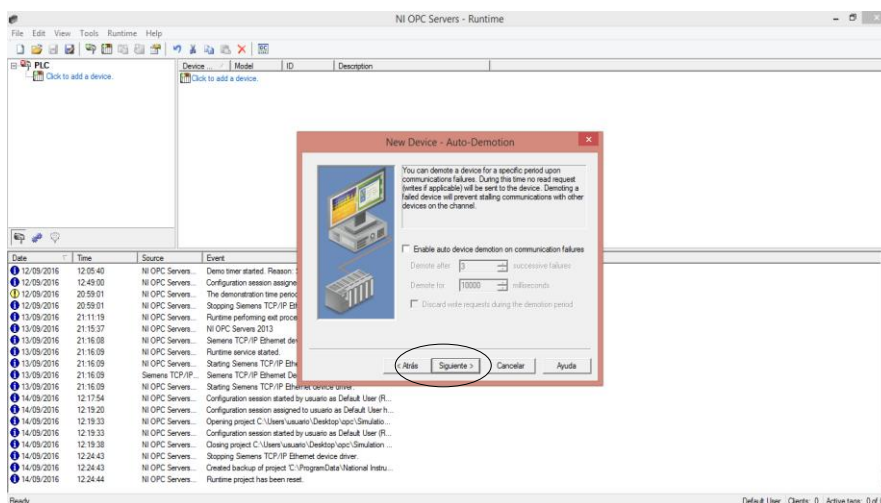 NI OPC Servers - Runtime
File Edit View Tools Runtime Help
PLC
Click to add a device.
Device ... Model ID Description
Click to add a device.
New Device - Auto-Demotion
You can demote a device for a specific period upon
communications failures. During this time no read request
(writes if applicable) will be sent to the device. Demoting a
failed device will prevent stalling communications with other
devices on the channel.
Enable auto device demotion on communication failures
Demote after 3 successive failures
Demote for 10000 milliseconds
Discard write requests during the demotion period
< Atrás Siguiente > Cancelar Ayuda
Date Time Source Event
12/09/2016 12:05:40 NI OPC Servers... Demo timer started. Reason:
12/09/2016 12:49:00 NI OPC Servers... Configuration session assigne
12/09/2016 20:59:01 NI OPC Servers... The demonstration time perio
12/09/2016 20:59:01 NI OPC Servers... Stopping Siemens TCP/IP Eth
13/09/2016 21:11:19 NI OPC Servers... Runtime performing exit proce
13/09/2016 21:15:37 NI OPC Servers... NI OPC Servers 2013
13/09/2016 21:16:08 NI OPC Servers... Siemens TCP/IP Ethernet dev
13/09/2016 21:16:09 NI OPC Servers... Runtime service started.
13/09/2016 21:16:09 NI OPC Servers... Starting Siemens TCP/IP Ethe
13/09/2016 21:16:09 Siemens TCP/IP... Siemens TCP/IP Ethernet De
13/09/2016 21:16:09 NI OPC Servers... Starting Siemens TCP/IP Ethernet device driver.
14/09/2016 12:17:54 NI OPC Servers... Configuration session started by usuario as Default User (R...
14/09/2016 12:19:20 NI OPC Servers... Configuration session assigned to usuario as Default User h...
14/09/2016 12:19:33 NI OPC Servers... Opening project C:\Users\usuario\Desktop\opc\Simulatio...
14/09/2016 12:19:33 NI OPC Servers... Configuration session started by usuario as Default User (R...
14/09/2016 12:19:38 NI OPC Servers... Closing project C:\Users\usuario\Desktop\opc\Simulation ...
14/09/2016 12:24:43 NI OPC Servers... Stopping Siemens TCP/IP Ethernet device driver.
14/09/2016 12:24:43 NI OPC Servers... Created backup of project 'C:\ProgramData\National Instru...
14/09/2016 12:24:44 NI OPC Servers... Runtime project has been reset.
Ready Default User Clients: 0 Active tags: 0 of